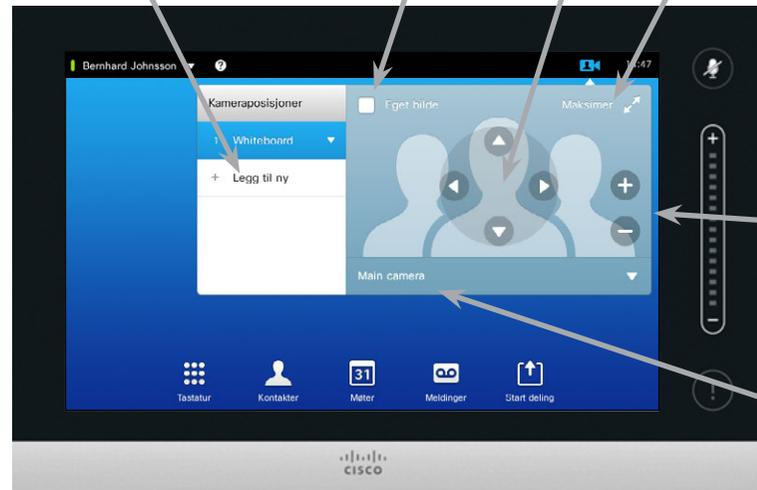 Bernhard Johnsson
Kameraposisjoner
Eget bilde
Maksimer
1 Whiteboard
+ Legg til ny
Main camera
31
Tastatur Kontakter Møter Meldinger Start deling
CISCO